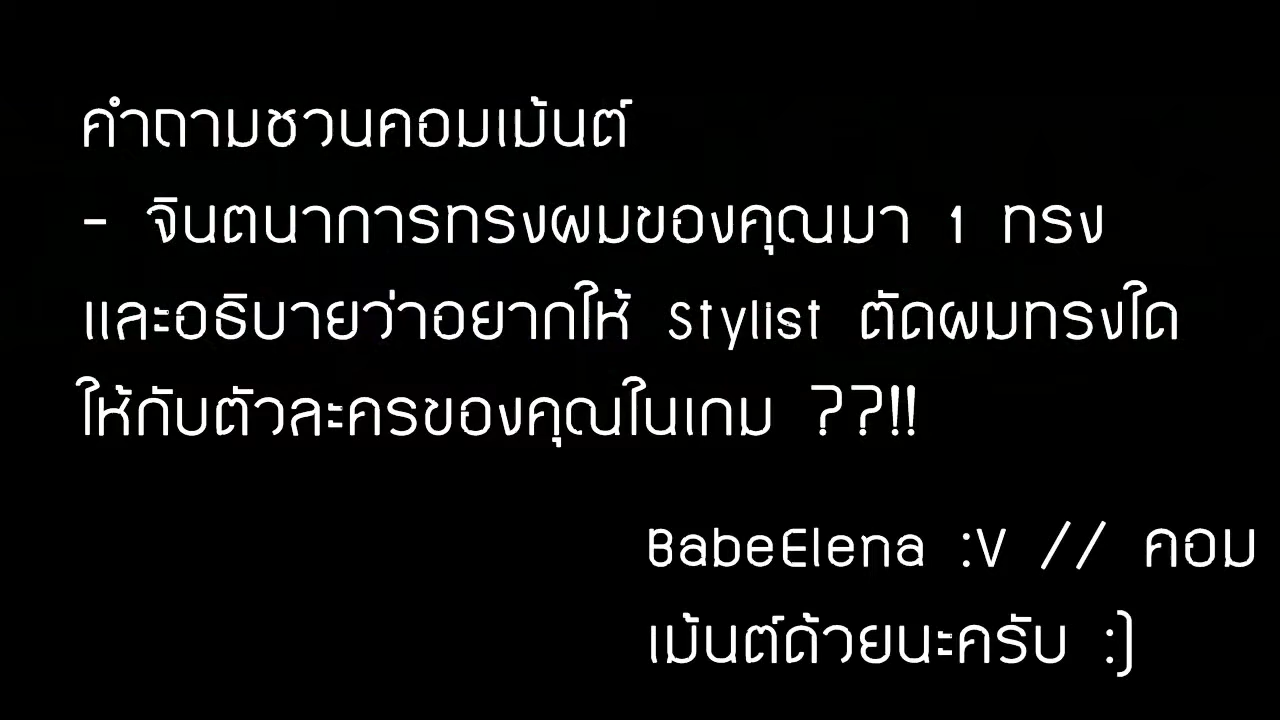 คำถามชวนคอมเม้นต์
- จินตนาการทรงผมของคุณมา 1 ทรง
และอธิบายว่าอยากให้ Stylist ตัดผมทรงใด
ให้กับตัวละครของคุณในเกม ??!!
BabeElena :V // คอม
เม้นต์ด้วยนะครับ :)